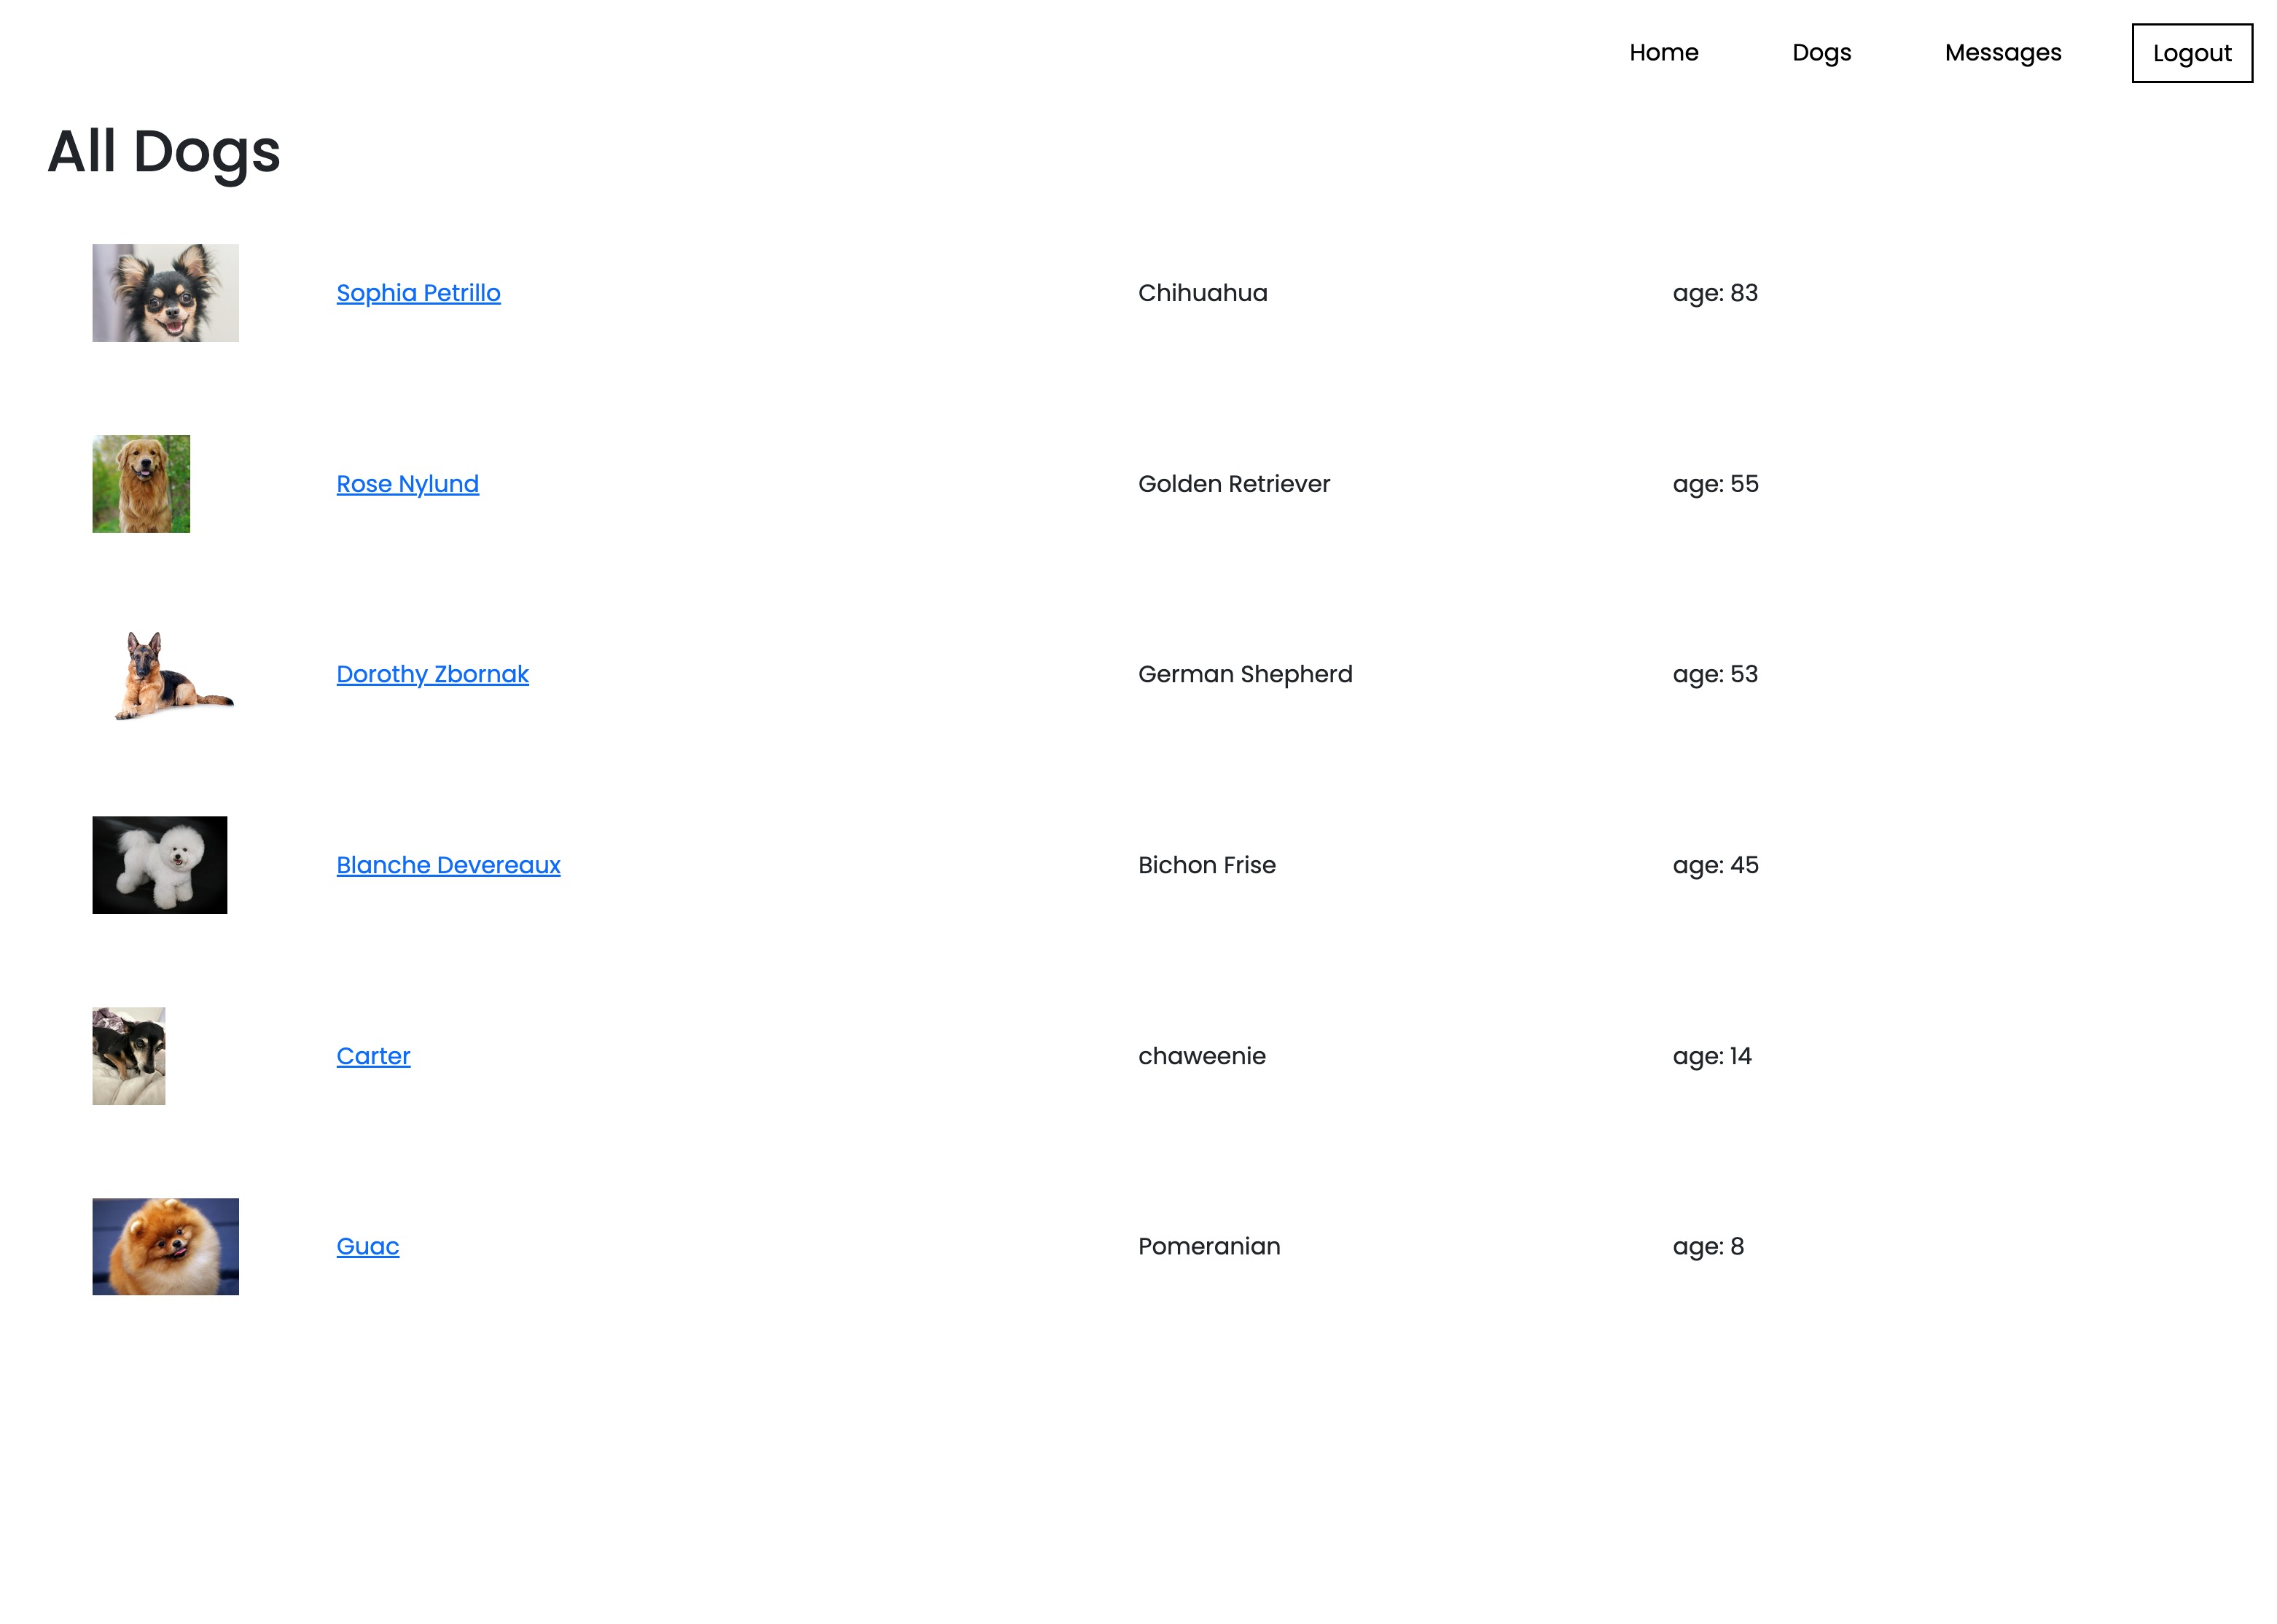 Home Dogs Messages Logout
All Dogs
Sophia Petrillo Chihuahua age: 83
Rose Nylund Golden Retriever age: 55
Dorothy Zbornak German Shepherd age: 53
Blanche Devereaux Bichon Frise age: 45
Carter chaweenie age: 14
Guac Pomeranian age: 8